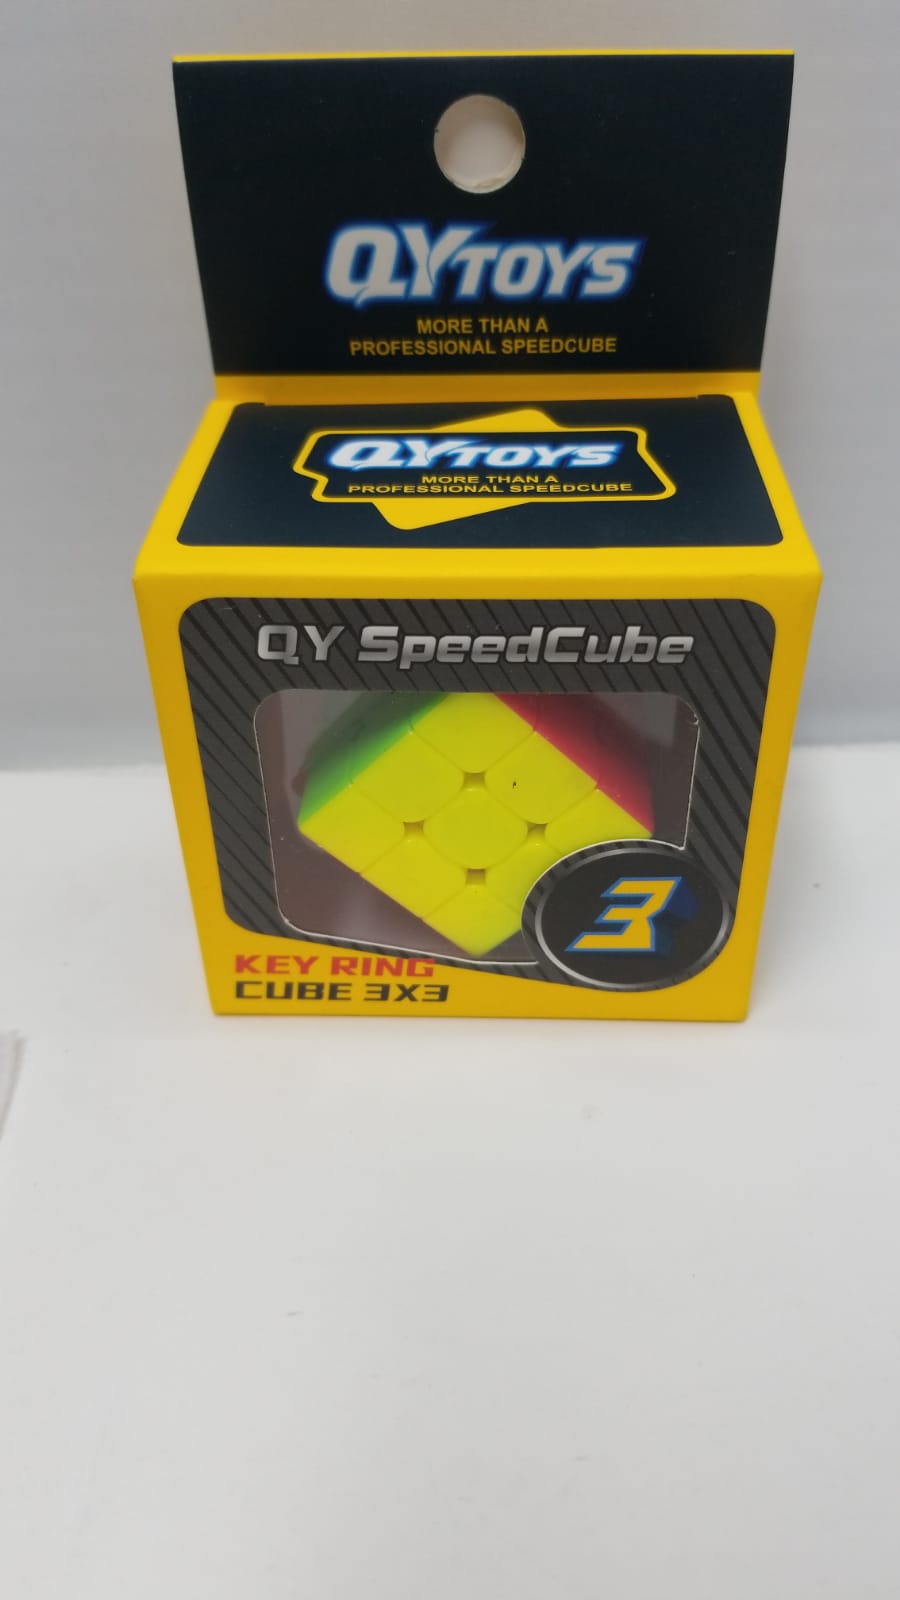 QYTOYS
MORE THAN A
PROFESSIONAL SPEEDCUBE
QYTOYS
MORE THAN A
PROFESSIONAL SPEEDCUBE
QY SpeedCube
3
KEY RING
CUBE 3X3